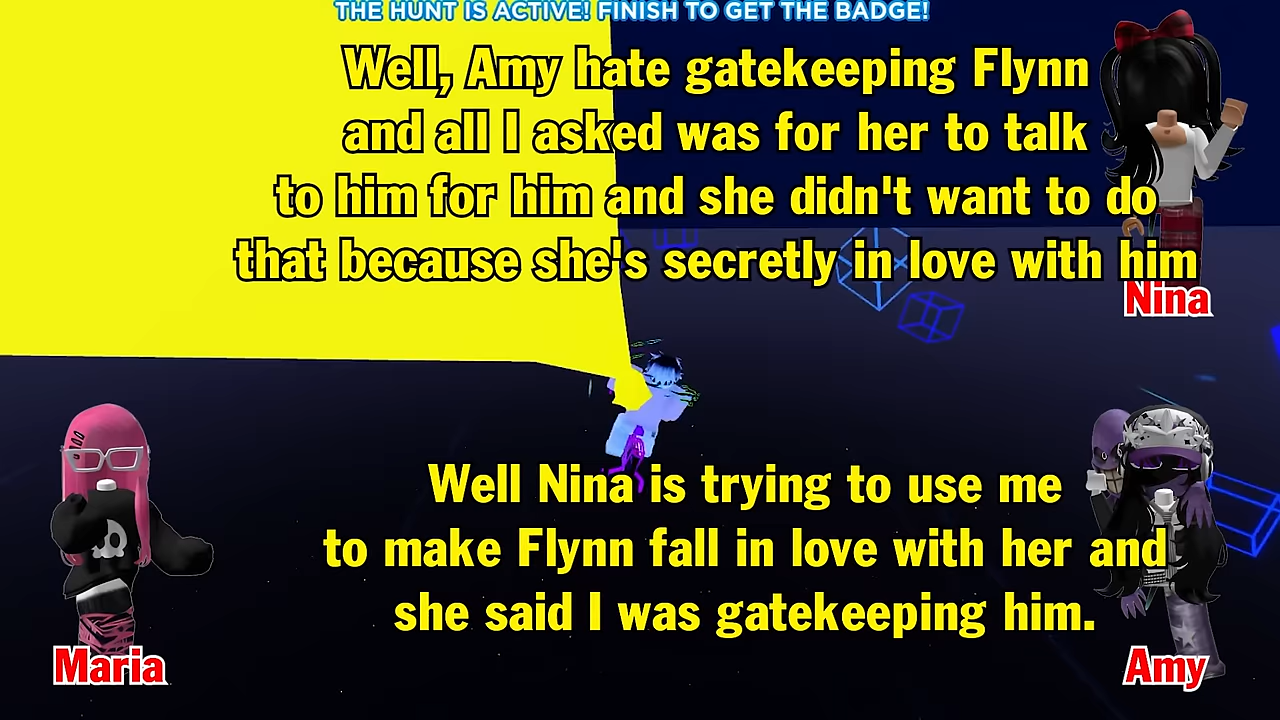 THE HUNT IS ACTIVE! FINISH TO GET THE BADGE!
Well, Amy hate gatekeeping Flynn
and all I asked was for her to talk
to him for him and she didn't want to do
that because she's secretly in love with him
Nina
Well Nina is trying to use me
to make Flynn fall in love with her and
she said I was gatekeeping him.
Maria
Amy